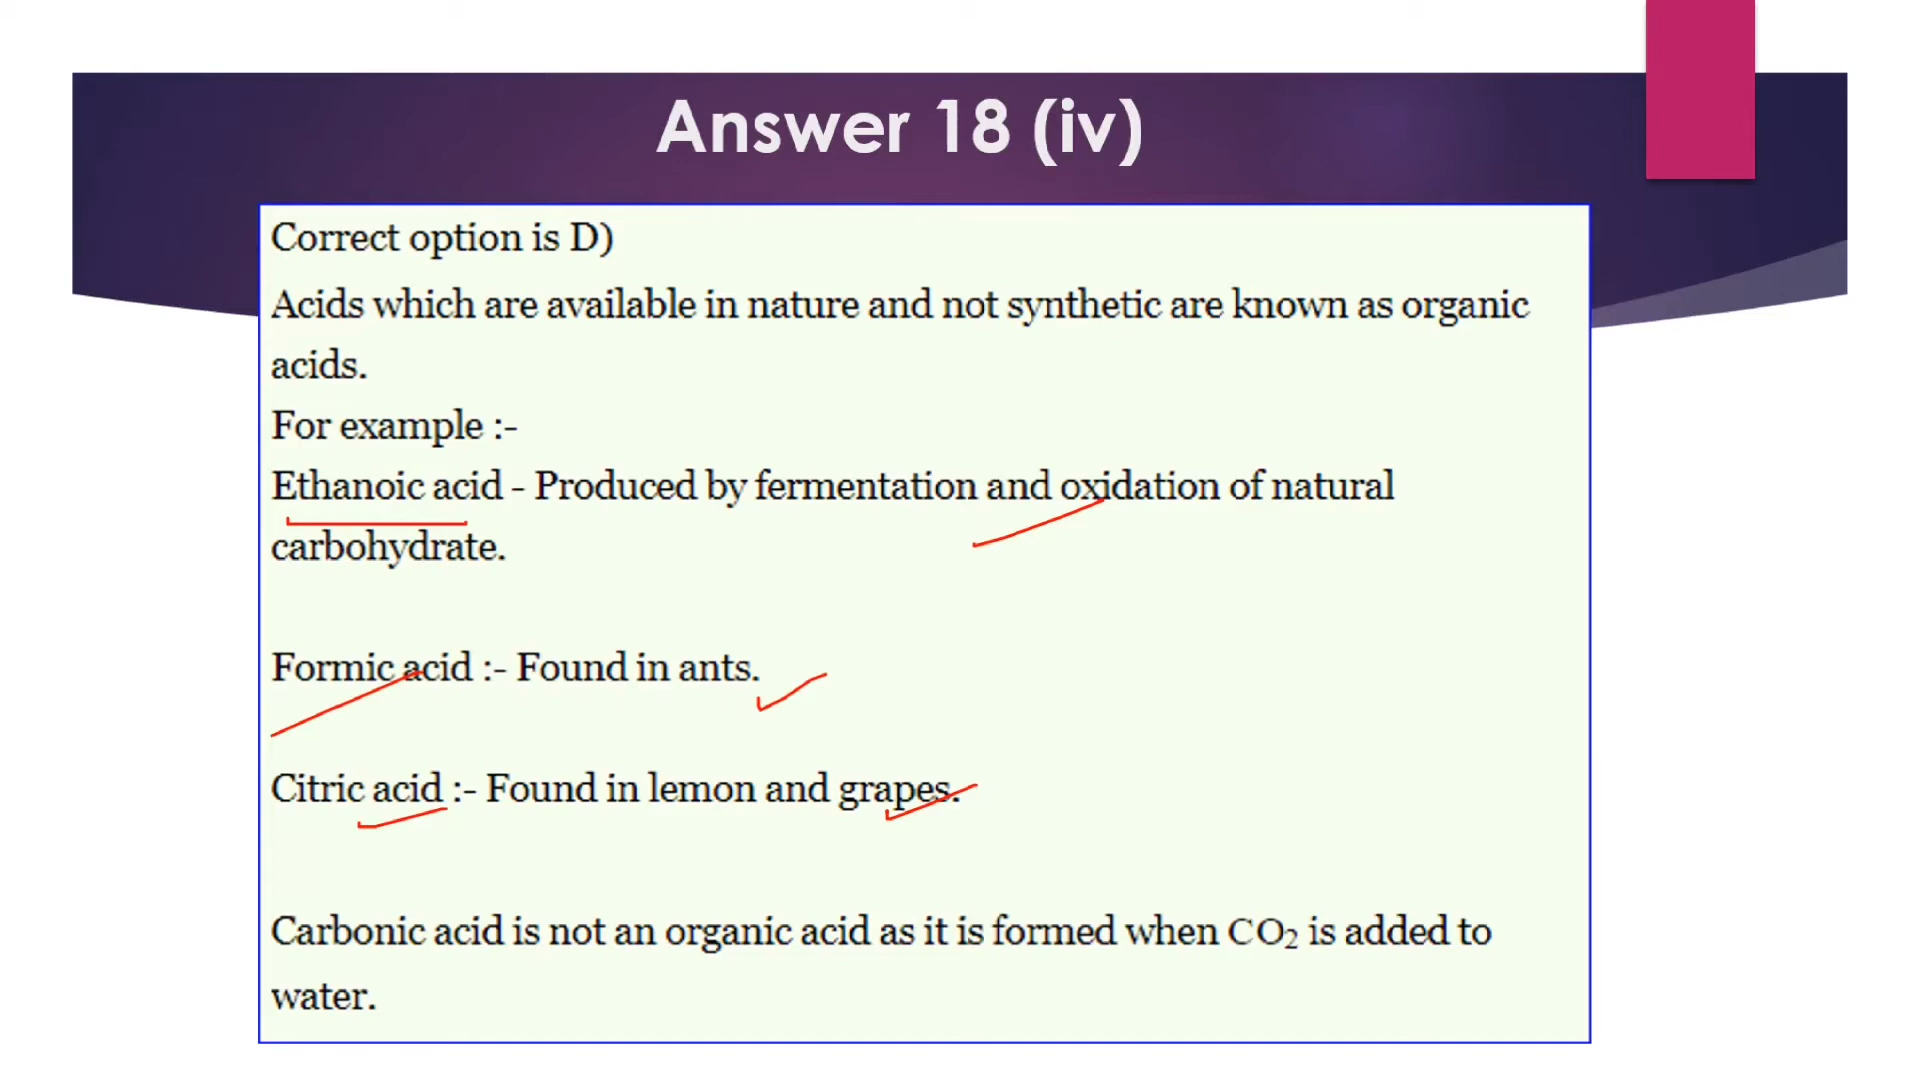 Answer 18 (iv)
Correct option is D)
Acids which are available in nature and not synthetic are known as organic
acids.
For example :-
Ethanoic acid - Produced by fermentation and oxidation of natural
carbohydrate.
Formic acid :- Found in ants.
Citric acid :- Found in lemon and grapes.
Carbonic acid is not an organic acid as it is formed when CO₂ is added to
water.